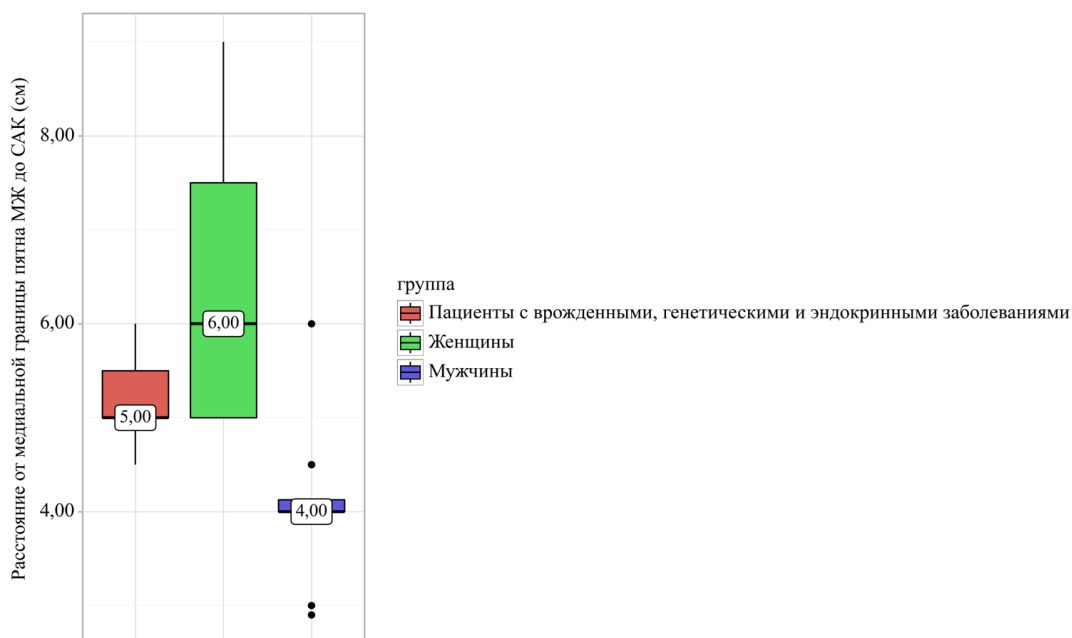 Расстояние от медиальной границы пятна МЖ до САК (см)
8,00
6,00
4,00
5,00
6,00
4,00
группа
Пациенты с врожденными, генетическими и эндокринными заболеваниями
Женщины
Мужчины